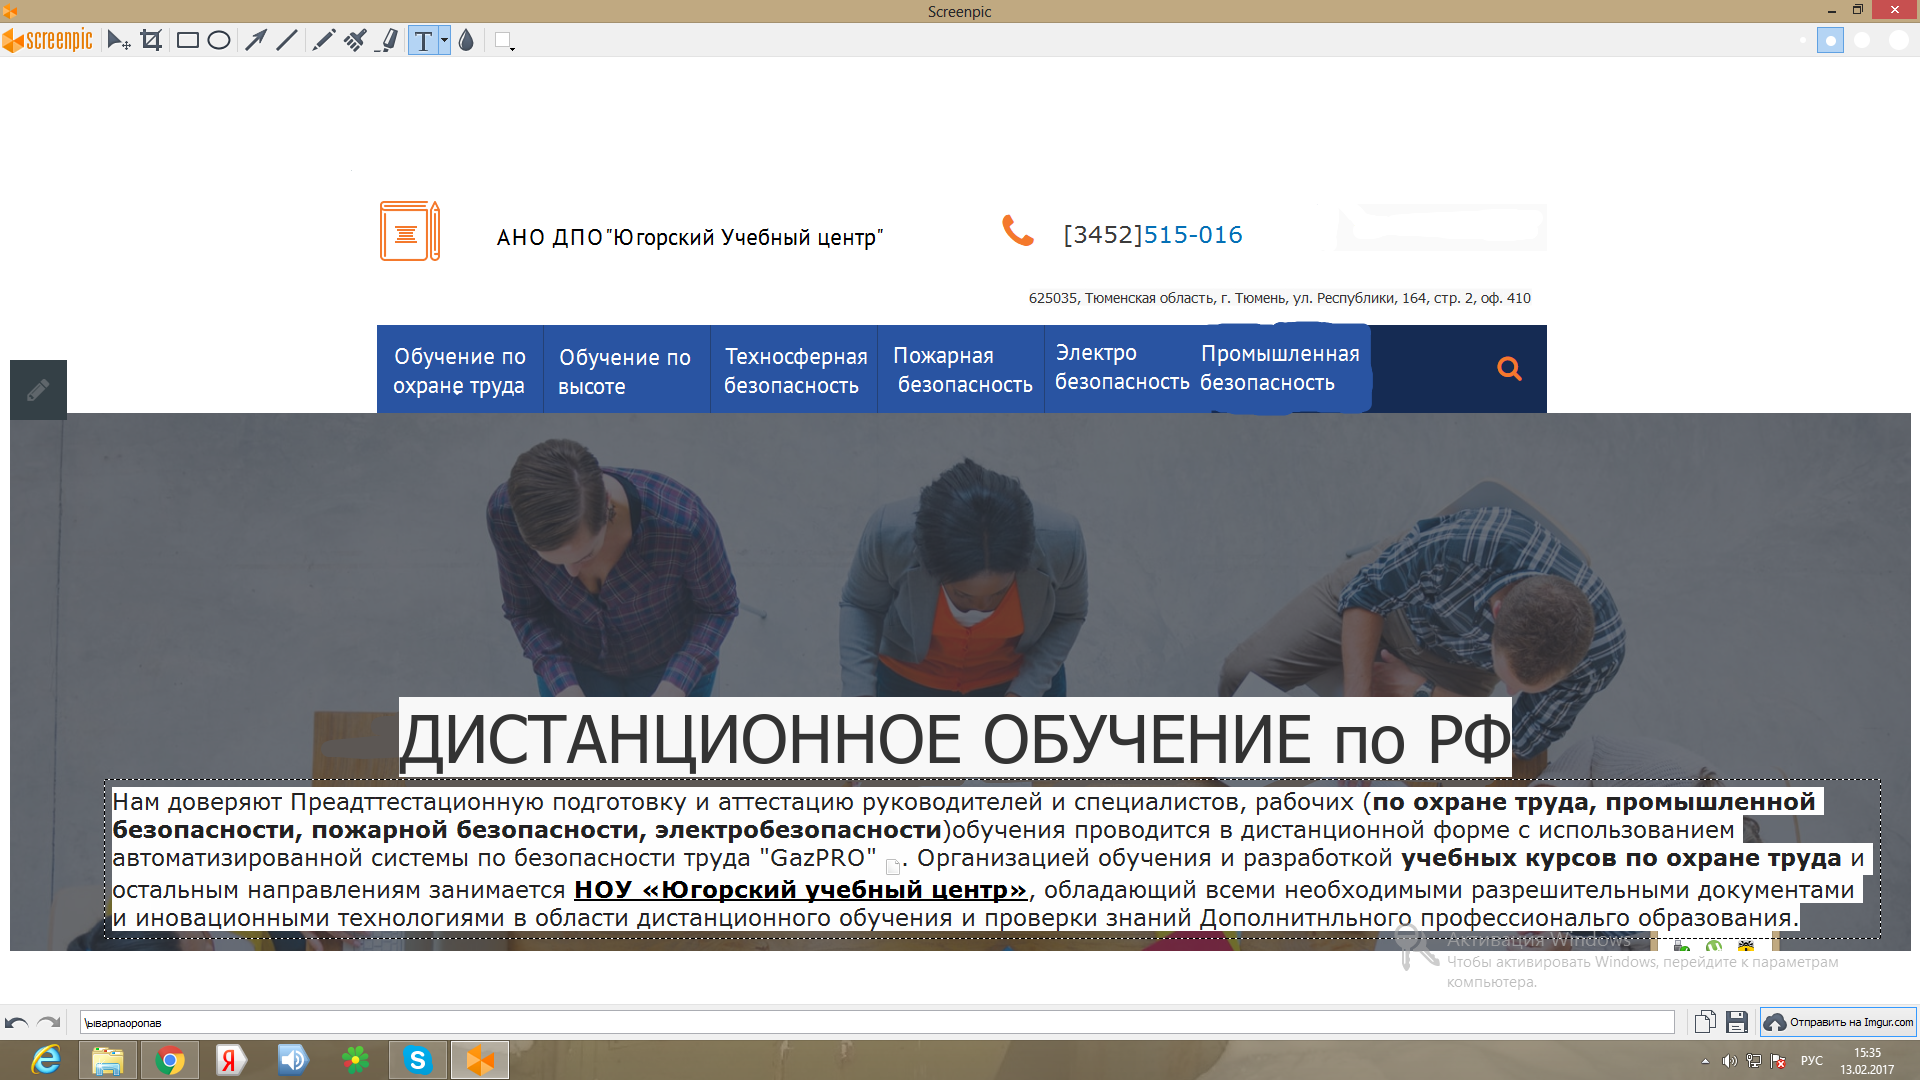 Screenpic
screenpic
АНО ДПО"Югорский Учебный центр"
[3452]515-016
625035, Тюменская область, г. Тюмень, ул. Республики, 164, стр. 2, оф. 410
Обучение по
охране труда
Обучение по
высоте
Техносферная
безопасность
Пожарная
безопасность
Электро
безопасность
Промышленная
безопасность
ДИСТАНЦИОННОЕ ОБУЧЕНИЕ по РФ
Нам доверяют Преадттестационную подготовку и аттестацию руководителей и специалистов, рабочих (по охране труда, промышленной
безопасности, пожарной безопасности, электробезопасности)обучения проводится в дистанционной форме с использованием
автоматизированной системы по безопасности труда "GazPRO" . Организацией обучения и разработкой учебных курсов по охране труда и
остальным направлениям занимается НОУ «Югорский учебный центр», обладающий всеми необходимыми разрешительными документами
и иновационными технологиями в области дистанционного обучения и проверки знаний Дополнитнльного профессиональго образования.
Активация Windows
Чтобы активировать Windows, перейдите к параметрам
компьютера.
\ыварпаоропав
Отправить на Imgur.com
РУС
15:35
13.02.2017